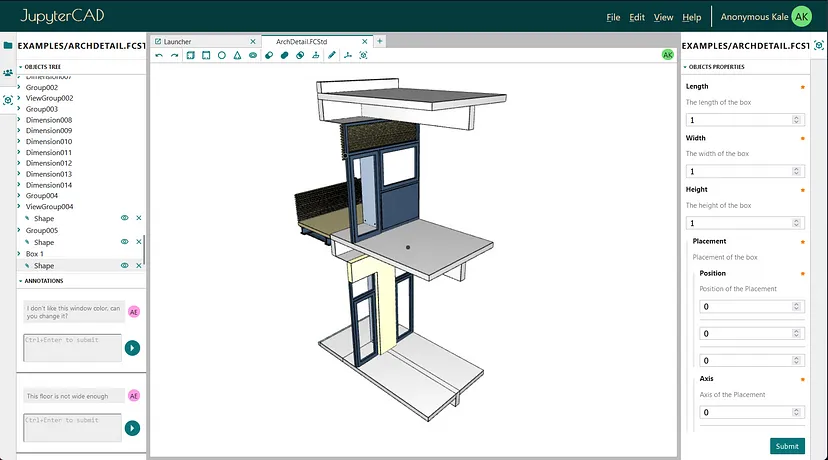 JupyterCAD
File Edit View Help Anonymous Kale AK
EXAMPLES/ARCHDETAIL.FCST
OBJECTS TREE
Dimension007
Group002
ViewGroup002
Group003
Dimension008
Dimension009
Dimension010
Dimension011
Dimension012
Dimension013
Dimension014
Group004
ViewGroup004
Shape
Group005
Shape
Box 1
Shape
ANNOTATIONS
I don't like this window color, can
you change it?
AE
Ctrl+Enter to submit
This floor is not wide enough
AE
Ctrl+Enter to submit
Launcher
ArchDetail.FCStd
AK
EXAMPLES/ARCHDETAIL.FCST
OBJECTS PROPERTIES
Length
The length of the box
1
Width
The width of the box
1
Height
The height of the box
1
Placement
Placement of the box
Position
Position of the Placement
0
0
0
Axis
Axis of the Placement
0
Submit